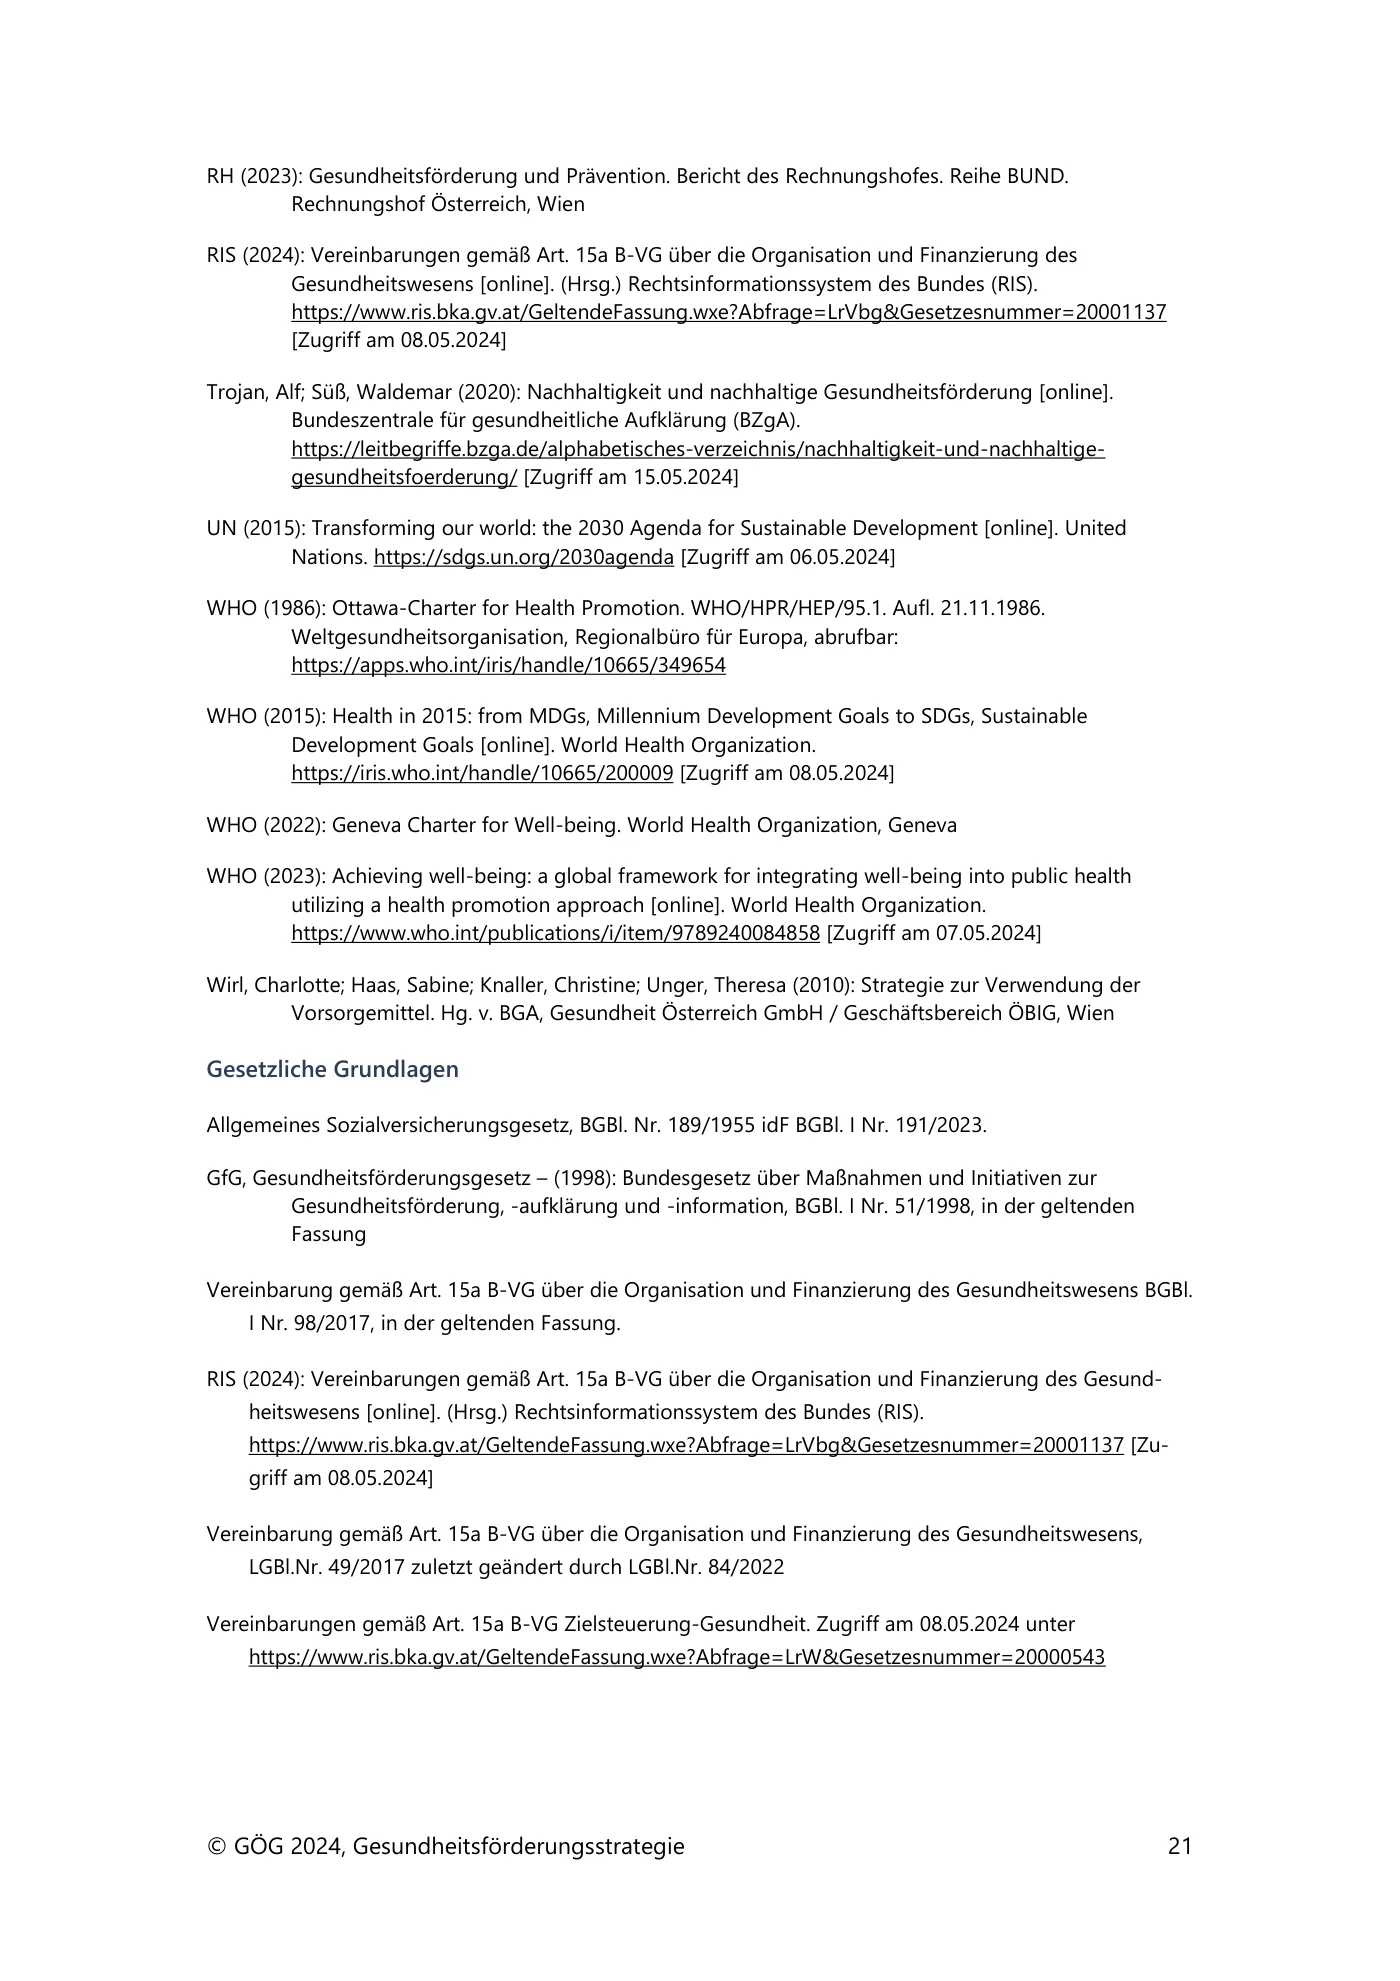 RH (2023): Gesundheitsförderung und Prävention. Bericht des Rechnungshofes. Reihe BUND.
Rechnungshof Österreich, Wien
RIS (2024): Vereinbarungen gemäß Art. 15a B-VG über die Organisation und Finanzierung des
Gesundheitswesens [online]. (Hrsg.) Rechtsinformationssystem des Bundes (RIS).
https://www.ris.bka.gv.at/GeltendeFassung.wxe?Abfrage=LrVbg&Gesetzesnummer=20001137
[Zugriff am 08.05.2024]
Trojan, Alf; Süß, Waldemar (2020): Nachhaltigkeit und nachhaltige Gesundheitsförderung [online].
Bundeszentrale für gesundheitliche Aufklärung (BZgA).
https://leitbegriffe.bzga.de/alphabetisches-verzeichnis/nachhaltigkeit-und-nachhaltige-
gesundheitsfoerderung/ [Zugriff am 15.05.2024]
UN (2015): Transforming our world: the 2030 Agenda for Sustainable Development [online]. United
Nations. https://sdgs.un.org/2030agenda [Zugriff am 06.05.2024]
WHO (1986): Ottawa-Charter for Health Promotion. WHO/HPR/HEP/95.1. Aufl. 21.11.1986.
Weltgesundheitsorganisation, Regionalbüro für Europa, abrufbar:
https://apps.who.int/iris/handle/10665/349654
WHO (2015): Health in 2015: from MDGs, Millennium Development Goals to SDGs, Sustainable
Development Goals [online]. World Health Organization.
https://iris.who.int/handle/10665/200009 [Zugriff am 08.05.2024]
WHO (2022): Geneva Charter for Well-being. World Health Organization, Geneva
WHO (2023): Achieving well-being: a global framework for integrating well-being into public health
utilizing a health promotion approach [online]. World Health Organization.
https://www.who.int/publications/i/item/9789240084858 [Zugriff am 07.05.2024]
Wirl, Charlotte; Haas, Sabine; Knaller, Christine; Unger, Theresa (2010): Strategie zur Verwendung der
Vorsorgemittel. Hg. v. BGA, Gesundheit Österreich GmbH / Geschäftsbereich ÖBIG, Wien
Gesetzliche Grundlagen
Allgemeines Sozialversicherungsgesetz, BGBl. Nr. 189/1955 idF BGBl. I Nr. 191/2023.
GfG, Gesundheitsförderungsgesetz – (1998): Bundesgesetz über Maßnahmen und Initiativen zur
Gesundheitsförderung, -aufklärung und -information, BGBl. I Nr. 51/1998, in der geltenden
Fassung
Vereinbarung gemäß Art. 15a B-VG über die Organisation und Finanzierung des Gesundheitswesens BGBl.
I Nr. 98/2017, in der geltenden Fassung.
RIS (2024): Vereinbarungen gemäß Art. 15a B-VG über die Organisation und Finanzierung des Gesund-
heitswesens [online]. (Hrsg.) Rechtsinformationssystem des Bundes (RIS).
https://www.ris.bka.gv.at/GeltendeFassung.wxe?Abfrage=LrVbg&Gesetzesnummer=20001137 [Zu-
griff am 08.05.2024]
Vereinbarung gemäß Art. 15a B-VG über die Organisation und Finanzierung des Gesundheitswesens,
LGBl.Nr. 49/2017 zuletzt geändert durch LGBl.Nr. 84/2022
Vereinbarungen gemäß Art. 15a B-VG Zielsteuerung-Gesundheit. Zugriff am 08.05.2024 unter
https://www.ris.bka.gv.at/GeltendeFassung.wxe?Abfrage=LrW&Gesetzesnummer=20000543
© GÖG 2024, Gesundheitsförderungsstrategie 21